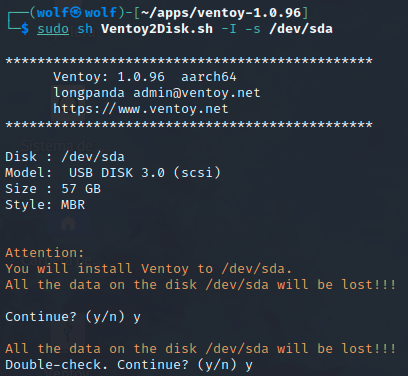 ┌──(wolf㉿wolf)-[~/apps/ventoy-1.0.96]
└─$ sudo sh Ventoy2Disk.sh -I -s /dev/sda
**********************************************
Ventoy: 1.0.96  aarch64
longpanda admin@ventoy.net
https://www.ventoy.net
**********************************************
Disk : /dev/sda
Model:  USB DISK 3.0 (scsi)
Size : 57 GB
Style: MBR
Attention:
You will install Ventoy to /dev/sda.
All the data on the disk /dev/sda will be lost!!!
Continue? (y/n) y
All the data on the disk /dev/sda will be lost!!!
Double-check. Continue? (y/n) y